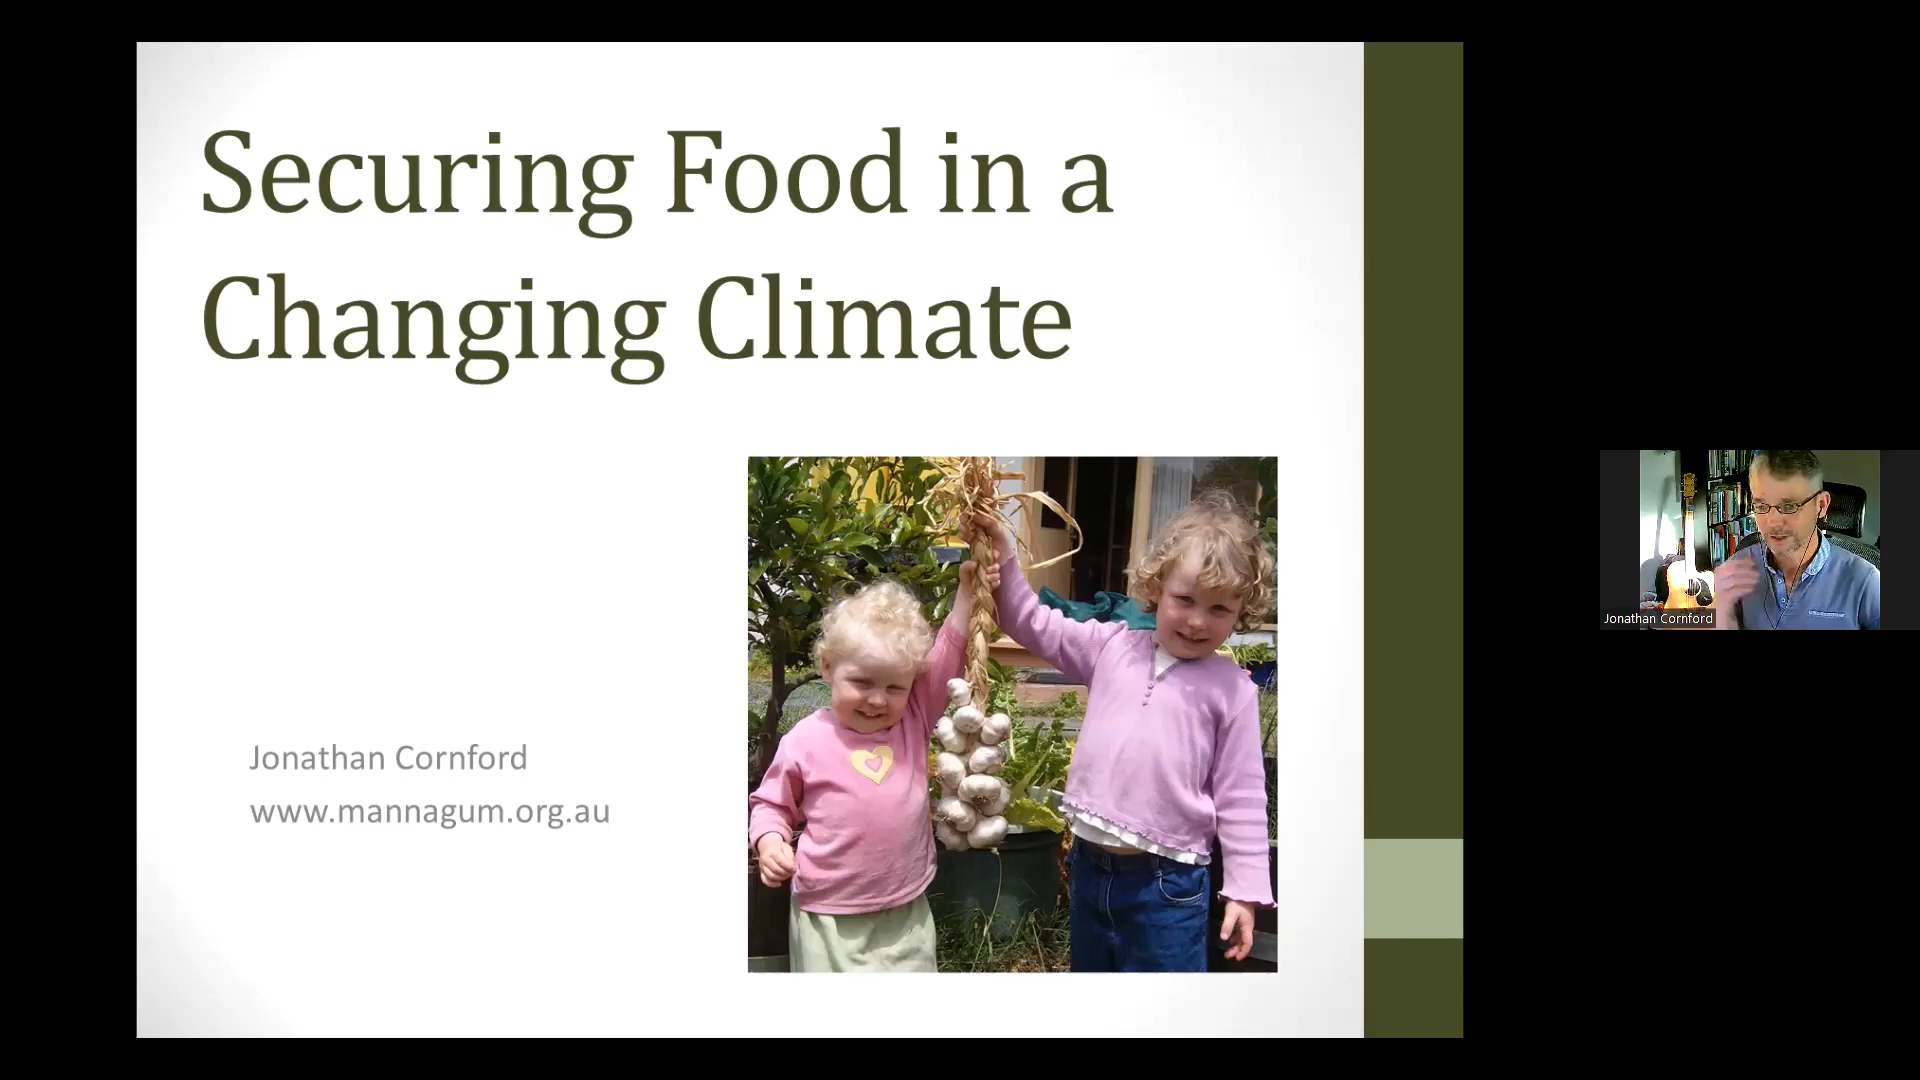 Securing Food in a
Changing Climate
Jonathan Cornford
www.mannagum.org.au
Jonathan Cornford